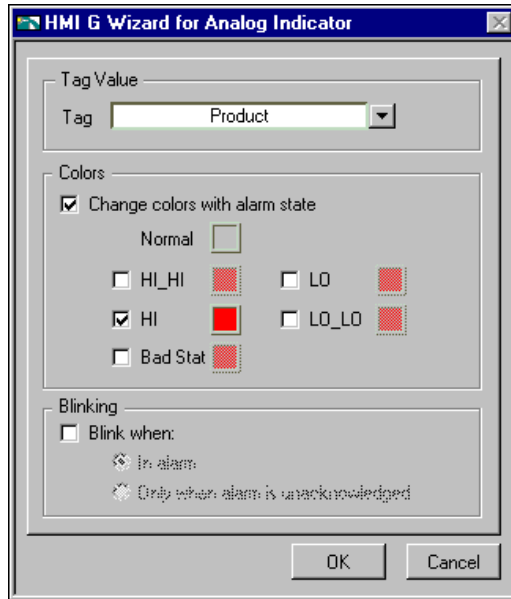 HMI G Wizard for Analog Indicator
Tag Value
Tag Product
Colors
Change colors with alarm state
Normal
HI_HI LO
HI LO_LO
Bad Stat
Blinking
Blink when:
In alarm
Only when alarm is unacknowledged
OK Cancel